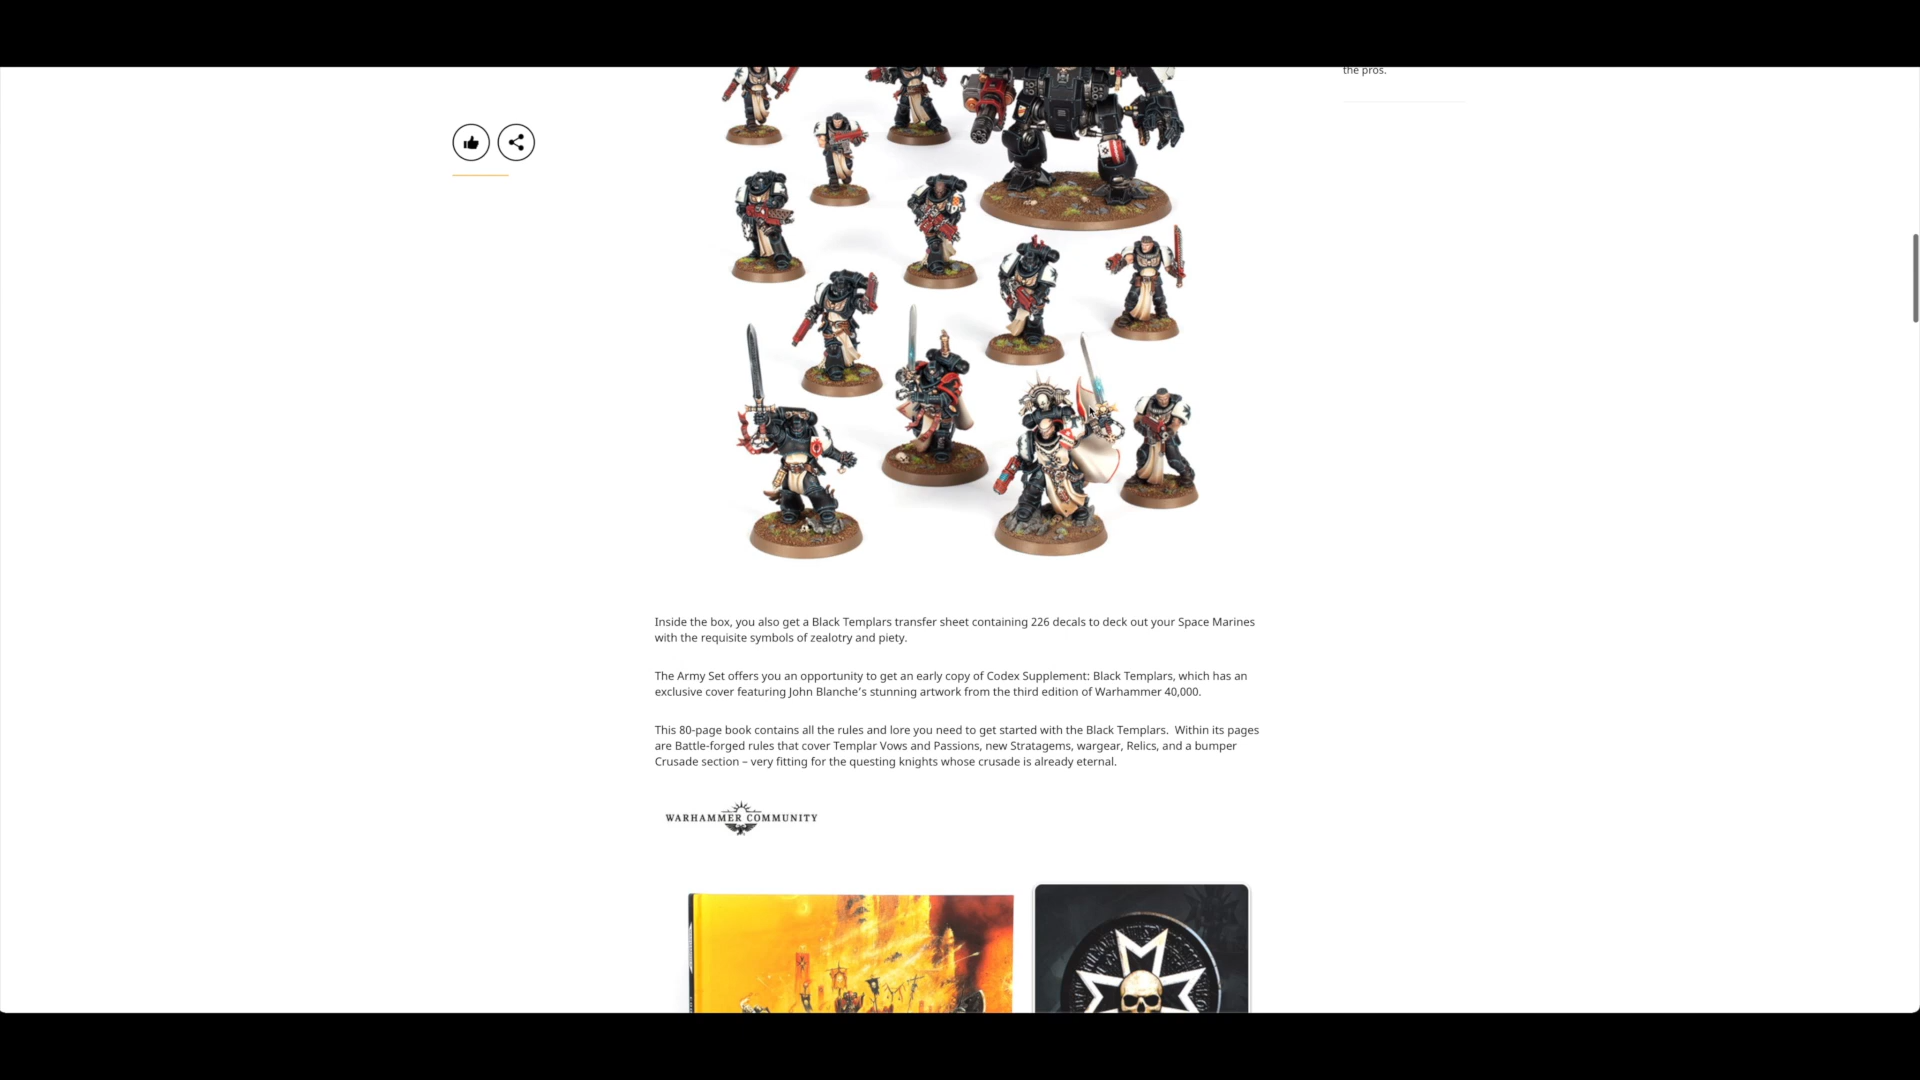 the pros.
Inside the box, you also get a Black Templars transfer sheet containing 226 decals to deck out your Space Marines
with the requisite symbols of zealotry and piety.
The Army Set offers you an opportunity to get an early copy of Codex Supplement: Black Templars, which has an
exclusive cover featuring John Blanche’s stunning artwork from the third edition of Warhammer 40,000.
This 80-page book contains all the rules and lore you need to get started with the Black Templars.  Within its pages
are Battle-forged rules that cover Templar Vows and Passions, new Stratagems, wargear, Relics, and a bumper
Crusade section – very fitting for the questing knights whose crusade is already eternal.
WARHAMMER COMMUNITY